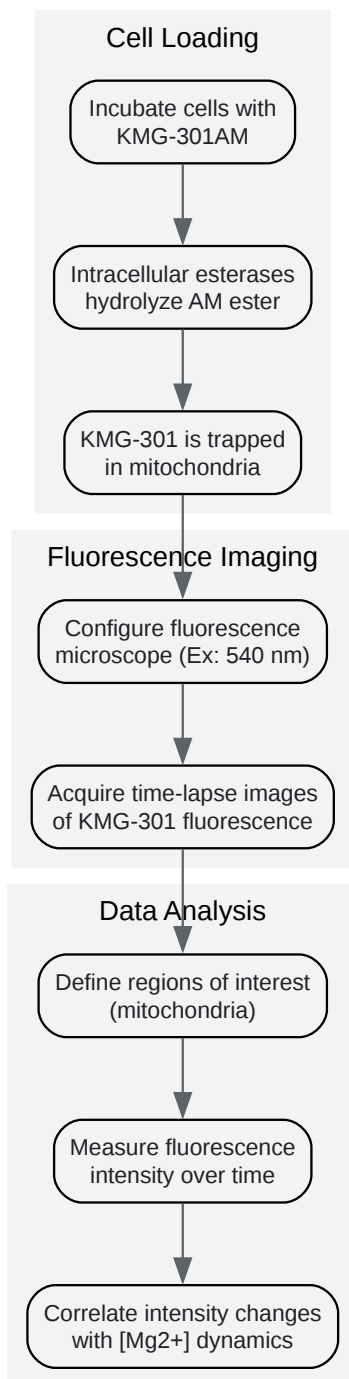 Cell Loading
Incubate cells with
KMG-301AM
Intracellular esterases
hydrolyze AM ester
KMG-301 is trapped
in mitochondria
Fluorescence Imaging
Configure fluorescence
microscope (Ex: 540 nm)
Acquire time-lapse images
of KMG-301 fluorescence
Data Analysis
Define regions of interest
(mitochondria)
Measure fluorescence
intensity over time
Correlate intensity changes
with [Mg2+] dynamics